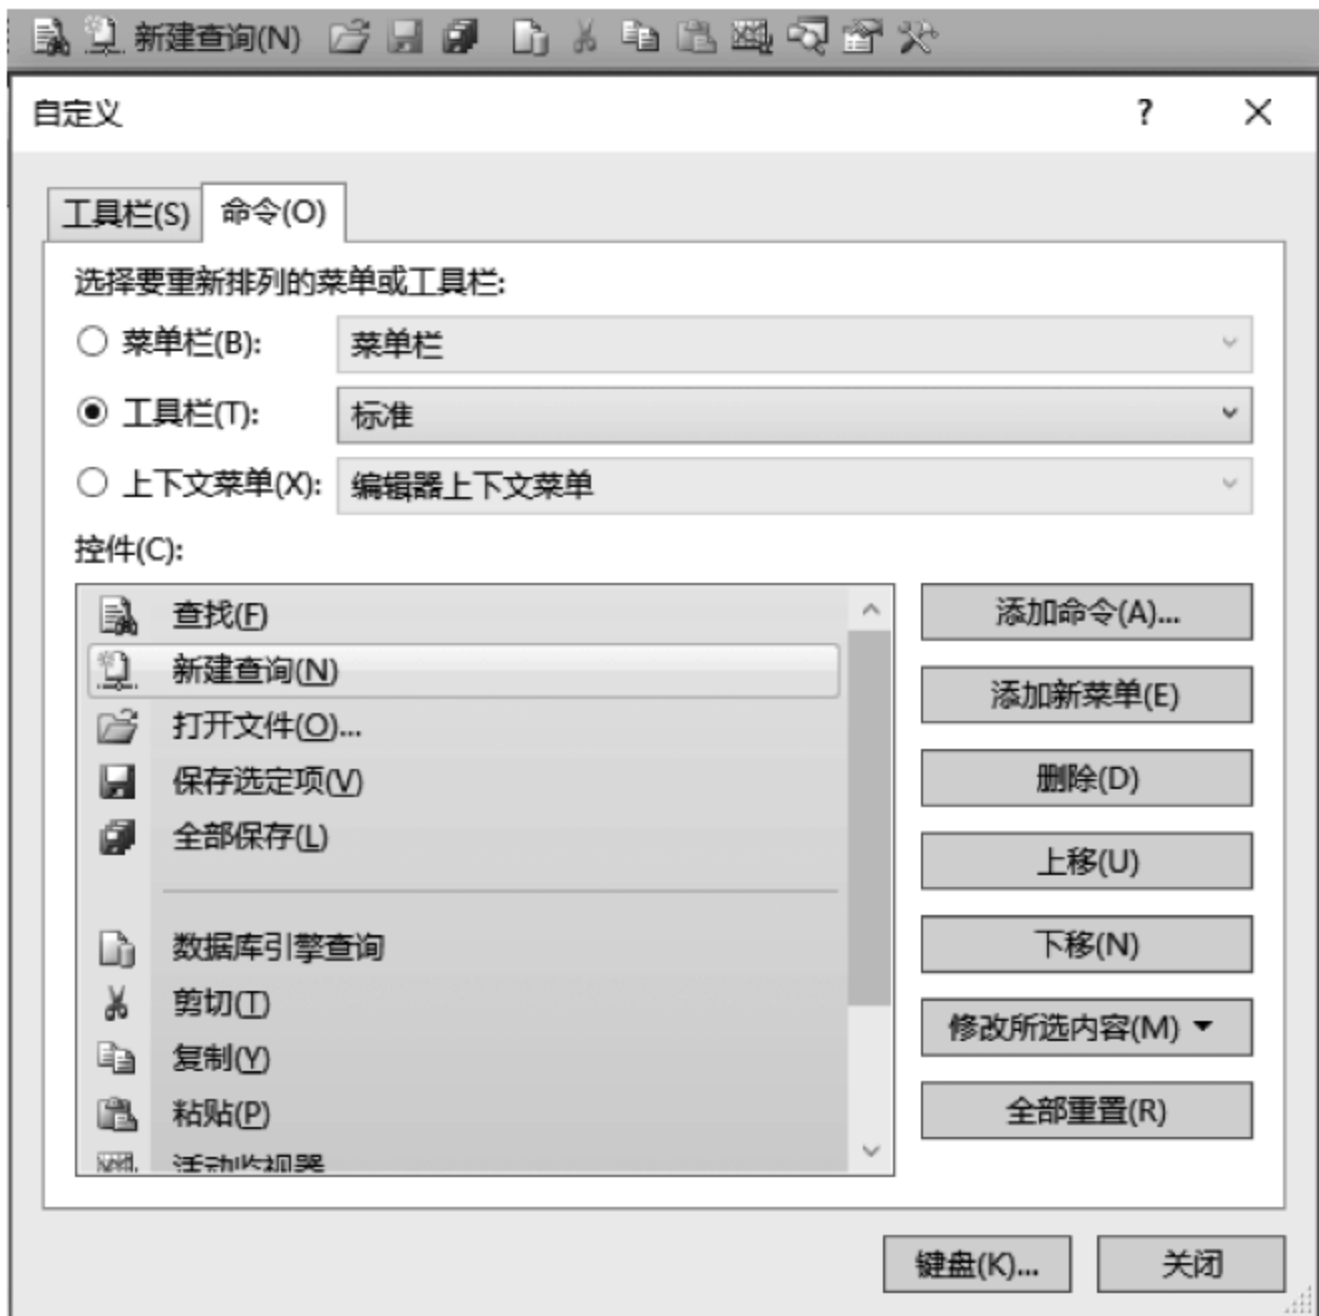 新建查询(N)
自定义
?
工具栏(S) 命令(O)
选择要重新排列的菜单或工具栏:
菜单栏(B): 菜单栏
工具栏(T): 标准
上下文菜单(X): 编辑器上下文菜单
控件(C):
查找(F)
新建查询(N)
打开文件(O)...
保存选定项(V)
全部保存(L)
数据库引擎查询
剪切(T)
复制(Y)
粘贴(P)
活动监视器
添加命令(A)...
添加新菜单(E)
删除(D)
上移(U)
下移(N)
修改所选内容(M)
全部重置(R)
键盘(K)... 关闭